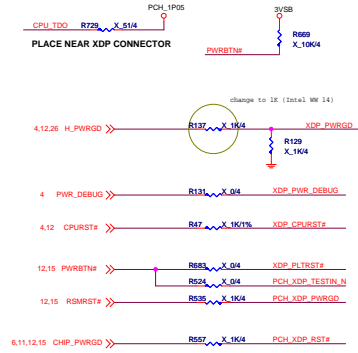 PCH_1P05
3VSB
CPU_TDO R729 X_51/4
R669
X_10K/4
PLACE NEAR XDP CONNECTOR
PWRBTN#
change to 1K (Intel WW 14)
4,12,26 H_PWRGD R137 X_1K/4 XDP_PWRGD
R129
X_1K/4
4 PWR_DEBUG R131 X_0/4 XDP_PWR_DEBUG
4,12 CPURST# R47 X_1K/1% XDP_CPURST#
12,15 PWRBTN# R683 X_0/4 XDP_PLTRST#
R524 X_0/4 PCH_XDP_TESTIN_N
12,15 RSMRST# R535 X_1K/4 PCH_XDP_PWRGD
6,11,12,15 CHIP_PWRGD R557 X_1K/4 PCH_XDP_RST#